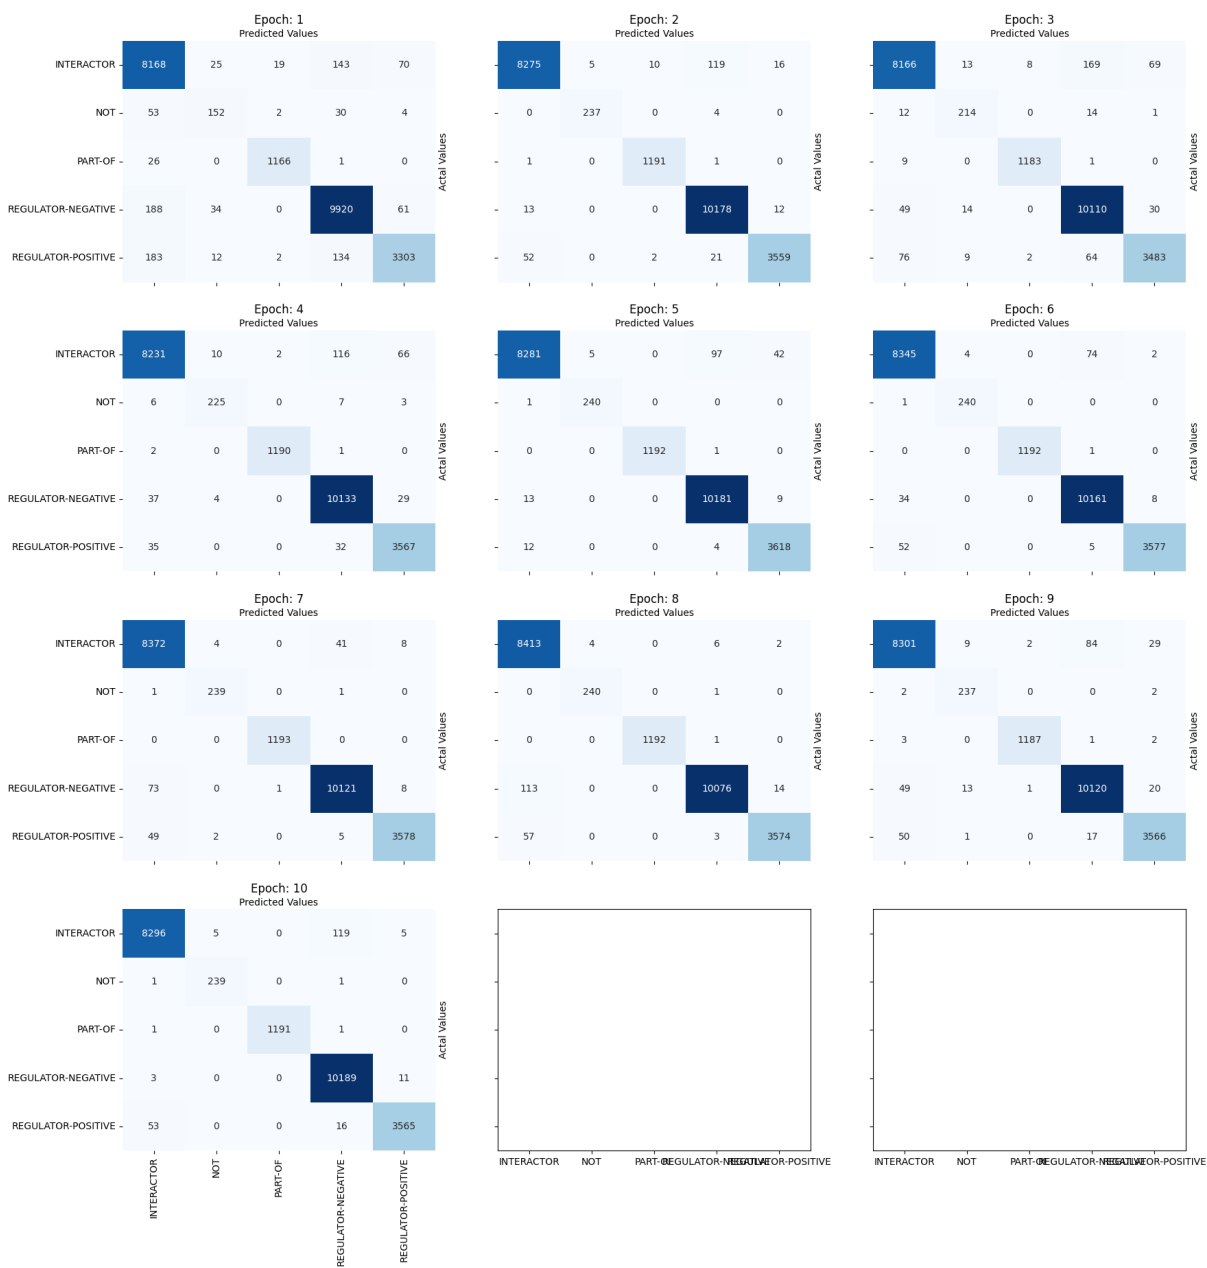 Epoch: 1
Predicted Values
INTERACTOR 8168 25 19 143 70
NOT 53 152 2 30 4
PART-OF 26 0 1166 1 0
REGULATOR-NEGATIVE 188 34 0 9920 61
REGULATOR-POSITIVE 183 12 2 134 3303
Epoch: 2
Predicted Values
Actal Values
8275 5 10 119 16
0 237 0 4 0
1 0 1191 1 0
13 0 0 10178 12
52 0 2 21 3559
Epoch: 3
Predicted Values
Actal Values
8166 13 8 169 69
12 214 0 14 1
9 0 1183 1 0
49 14 0 10110 30
76 9 2 64 3483
Epoch: 4
Predicted Values
INTERACTOR 8231 10 2 116 66
NOT 6 225 0 7 3
PART-OF 2 0 1190 1 0
REGULATOR-NEGATIVE 37 4 0 10133 29
REGULATOR-POSITIVE 35 0 0 32 3567
Epoch: 5
Predicted Values
Actal Values
8281 5 0 97 42
1 240 0 0 0
0 0 1192 1 0
13 0 0 10181 9
12 0 0 4 3618
Epoch: 6
Predicted Values
Actal Values
8345 4 0 74 2
1 240 0 0 0
0 0 1192 1 0
34 0 0 10161 8
52 0 0 5 3577
Epoch: 7
Predicted Values
INTERACTOR 8372 4 0 41 8
NOT 1 239 0 1 0
PART-OF 0 0 1193 0 0
REGULATOR-NEGATIVE 73 0 1 10121 8
REGULATOR-POSITIVE 49 2 0 5 3578
Epoch: 8
Predicted Values
Actal Values
8413 4 0 6 2
0 240 0 1 0
0 0 1192 1 0
113 0 0 10076 14
57 0 0 3 3574
Epoch: 9
Predicted Values
Actal Values
8301 9 2 84 29
2 237 0 0 2
3 0 1187 1 2
49 13 1 10120 20
50 1 0 17 3566
Epoch: 10
Predicted Values
INTERACTOR 8296 5 0 119 5
NOT 1 239 0 1 0
PART-OF 1 0 1191 1 0
REGULATOR-NEGATIVE 3 0 0 10189 11
REGULATOR-POSITIVE 53 0 0 16 3565
INTERACTOR
NOT
PART-OF
REGULATOR-NEGATIVE
REGULATOR-POSITIVE
Actal Values
INTERACTOR NOT PART-OF REGULATOR-NEGATIVE REGULATOR-POSITIVE
INTERACTOR NOT PART-OF REGULATOR-NEGATIVE REGULATOR-POSITIVE